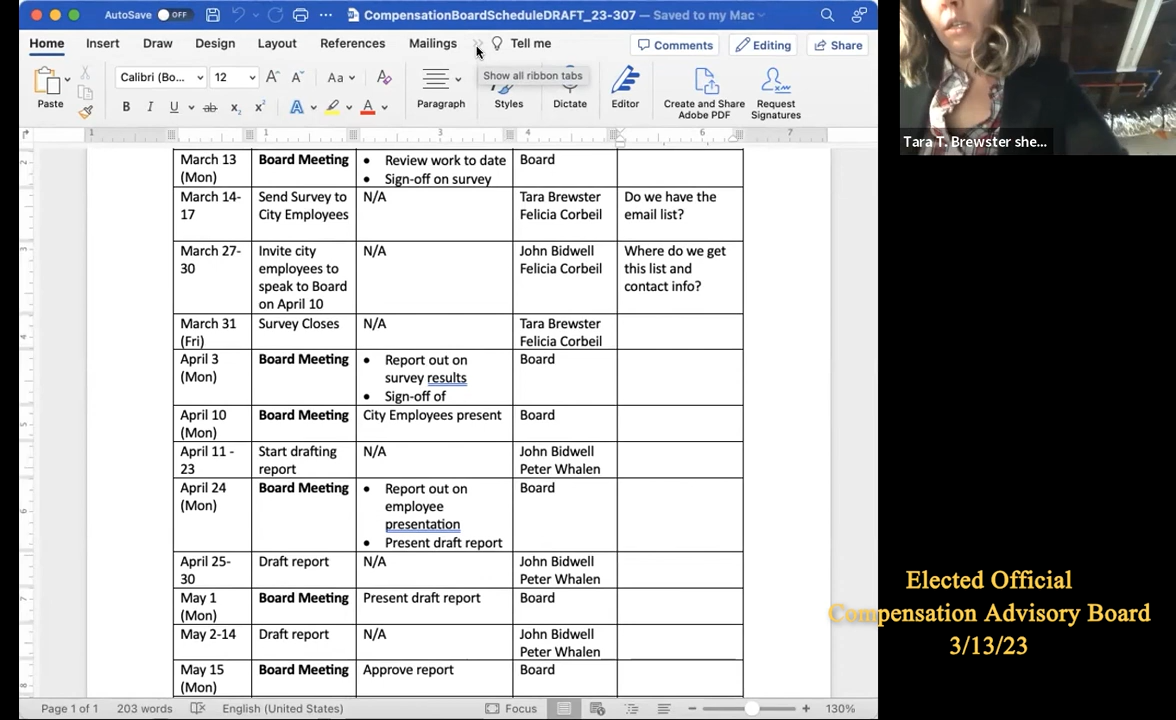 AutoSave OFF CompensationBoardScheduleDRAFT_23-307 — Saved to my Mac
Home Insert Draw Design Layout References Mailings Tell me Comments Editing Share
Calibri (Bo... 12
Show all ribbon tabs
Paste Paragraph Styles Dictate Editor Create and Share Adobe PDF Request Signatures
1 1 3 4 6 7
March 13 (Mon) Board Meeting • Review work to date • Sign-off on survey Board
March 14-17 Send Survey to City Employees N/A Tara Brewster Felicia Corbeil Do we have the email list?
March 27-30 Invite city employees to speak to Board on April 10 N/A John Bidwell Felicia Corbeil Where do we get this list and contact info?
March 31 (Fri) Survey Closes N/A Tara Brewster Felicia Corbeil
April 3 (Mon) Board Meeting • Report out on survey results • Sign-off of Board
April 10 (Mon) Board Meeting City Employees present Board
April 11 - 23 Start drafting report N/A John Bidwell Peter Whalen
April 24 (Mon) Board Meeting • Report out on employee presentation • Present draft report Board
April 25-30 Draft report N/A John Bidwell Peter Whalen
May 1 (Mon) Board Meeting Present draft report Board
May 2-14 Draft report N/A John Bidwell Peter Whalen
May 15 (Mon) Board Meeting Approve report Board
Page 1 of 1 203 words English (United States) Focus 130%
Tara T. Brewster she...
Elected Official
Compensation Advisory Board
3/13/23